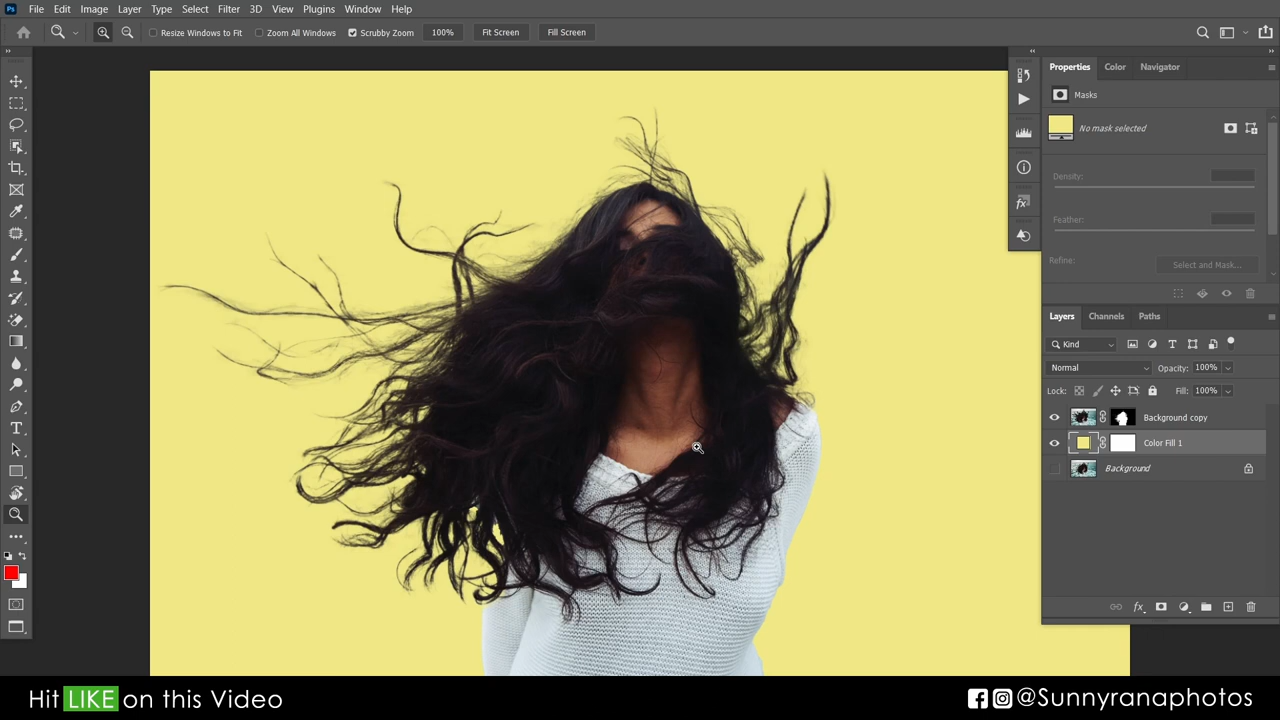 Ps File Edit Image Layer Type Select Filter 3D View Plugins Window Help
Resize Windows to Fit Zoom All Windows Scrubby Zoom 100% Fit Screen Fill Screen
Properties Color Navigator
Masks
No mask selected
Density:
Feather:
Refine: Select and Mask...
Layers Channels Paths
Kind
Normal Opacity: 100%
Lock: Fill: 100%
Background copy
Color Fill 1
Background
Hit LIKE on this Video
@Sunnyranaphotos